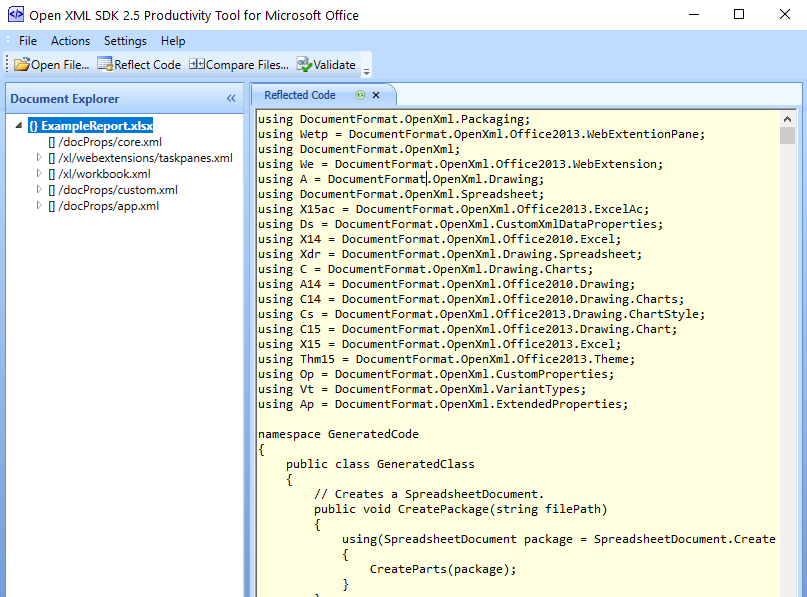 Open XML SDK 2.5 Productivity Tool for Microsoft Office
File Actions Settings Help
Open File... Reflect Code Compare Files... Validate
Document Explorer
{} ExampleReport.xlsx
[] /docProps/core.xml
[] /xl/webextensions/taskpanes.xml
[] /xl/workbook.xml
[] /docProps/custom.xml
[] /docProps/app.xml
Reflected Code
using DocumentFormat.OpenXml.Packaging;
using Wetp = DocumentFormat.OpenXml.Office2013.WebExtentionPane;
using DocumentFormat.OpenXml;
using We = DocumentFormat.OpenXml.Office2013.WebExtension;
using A = DocumentFormat.OpenXml.Drawing;
using DocumentFormat.OpenXml.Spreadsheet;
using X15ac = DocumentFormat.OpenXml.Office2013.ExcelAc;
using Ds = DocumentFormat.OpenXml.CustomXmlDataProperties;
using X14 = DocumentFormat.OpenXml.Office2010.Excel;
using Xdr = DocumentFormat.OpenXml.Drawing.Spreadsheet;
using C = DocumentFormat.OpenXml.Drawing.Charts;
using A14 = DocumentFormat.OpenXml.Office2010.Drawing;
using C14 = DocumentFormat.OpenXml.Office2010.Drawing.Charts;
using Cs = DocumentFormat.OpenXml.Office2013.Drawing.ChartStyle;
using C15 = DocumentFormat.OpenXml.Office2013.Drawing.Chart;
using X15 = DocumentFormat.OpenXml.Office2013.Excel;
using Thm15 = DocumentFormat.OpenXml.Office2013.Theme;
using Op = DocumentFormat.OpenXml.CustomProperties;
using Vt = DocumentFormat.OpenXml.VariantTypes;
using Ap = DocumentFormat.OpenXml.ExtendedProperties;
namespace GeneratedCode
{
public class GeneratedClass
{
// Creates a SpreadsheetDocument.
public void CreatePackage(string filePath)
{
using(SpreadsheetDocument package = SpreadsheetDocument.Create
{
CreateParts(package);
}